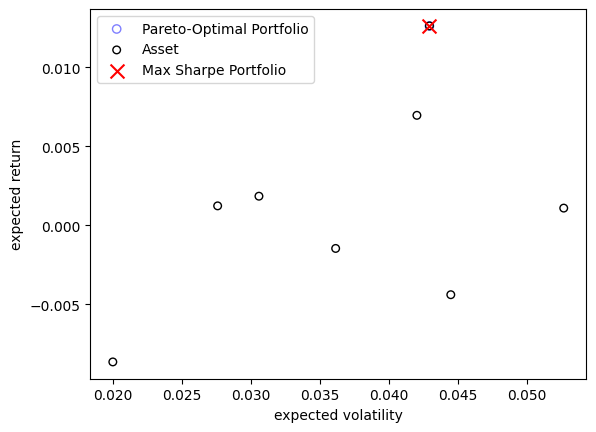 Pareto-Optimal Portfolio
Asset
Max Sharpe Portfolio
0.010
0.005
0.000
−0.005
expected return
0.020 0.025 0.030 0.035 0.040 0.045 0.050
expected volatility